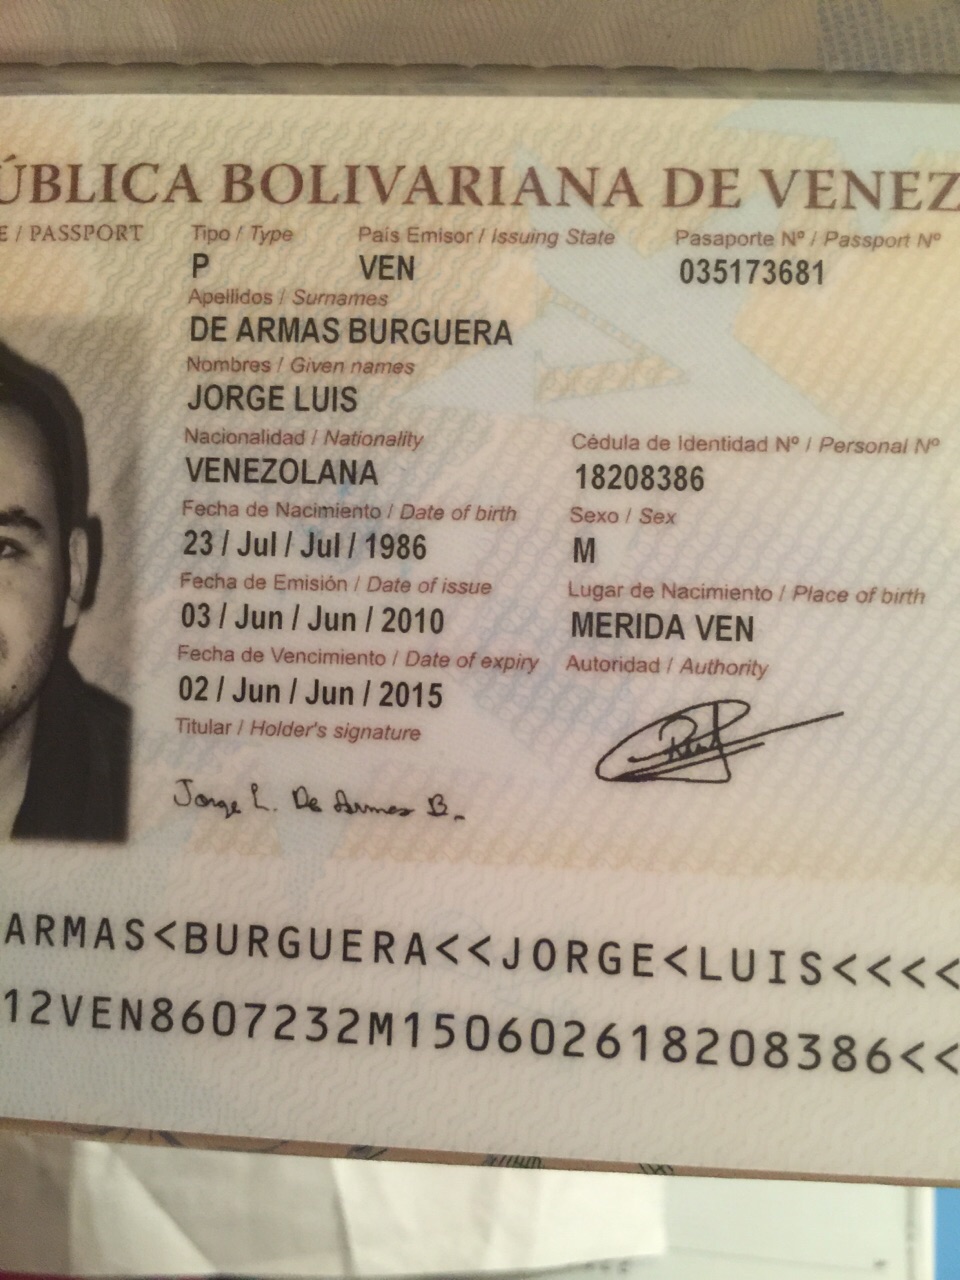 ÚBLICA BOLIVARIANA DE VENEZ
E / PASSPORT Tipo / Type País Emisor / Issuing State Pasaporte Nº / Passport Nº
P VEN 035173681
Apellidos / Surnames
DE ARMAS BURGUERA
Nombres / Given names
JORGE LUIS
Nacionalidad / Nationality Cédula de Identidad Nº / Personal Nº
VENEZOLANA 18208386
Fecha de Nacimiento / Date of birth Sexo / Sex
23 / Jul / Jul / 1986 M
Fecha de Emisión / Date of issue Lugar de Nacimiento / Place of birth
03 / Jun / Jun / 2010 MERIDA VEN
Fecha de Vencimiento / Date of expiry Autoridad / Authority
02 / Jun / Jun / 2015
Titular / Holder's signature
Jorge L. De Armas B.
ARMAS<BURGUERA<<JORGE<LUIS<<<<
12VEN8607232M150602618208386<<